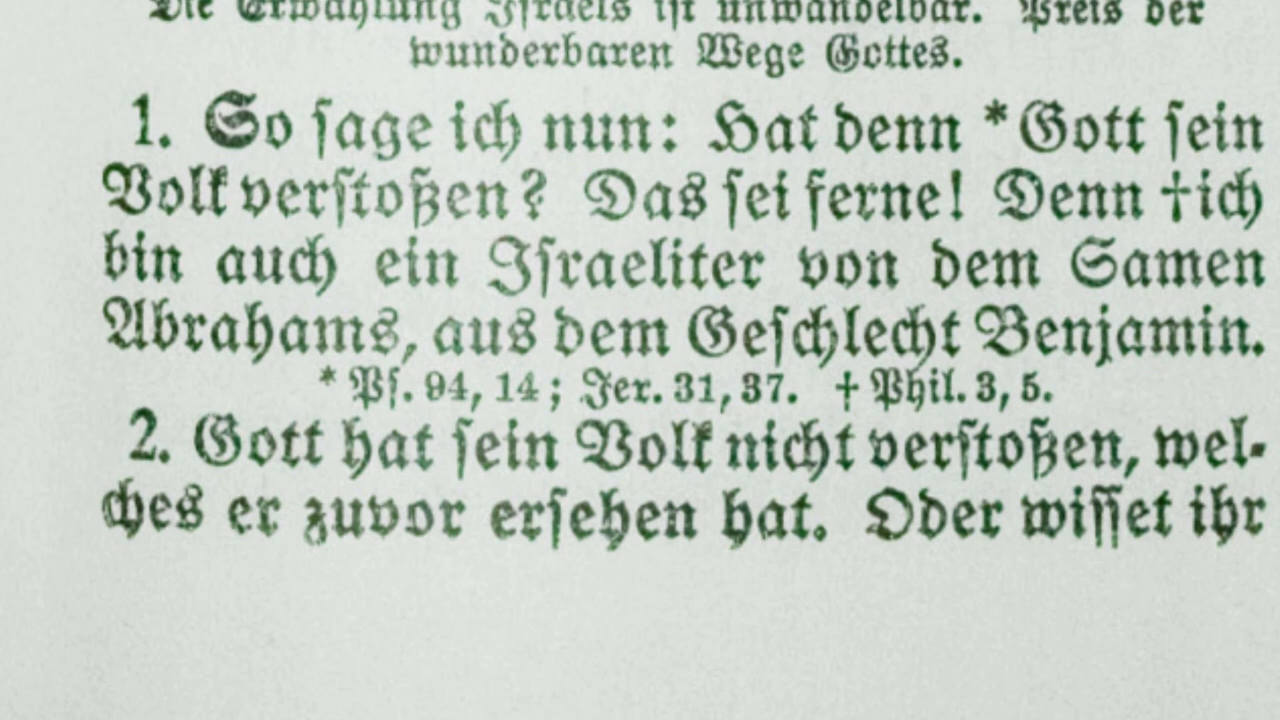 Die Erwählung Israels ist unwandelbar. Preis der
wunderbaren Wege Gottes.
1. So sage ich nun: Hat denn *Gott sein
Volk verstoßen? Das sei ferne! Denn †ich
bin auch ein Israeliter von dem Samen
Abrahams, aus dem Geschlecht Benjamin.
* Ps. 94, 14; Jer. 31, 37. † Phil. 3, 5.
2. Gott hat sein Volk nicht verstoßen, wel-
ches er zuvor ersehen hat. Oder wisset ihr